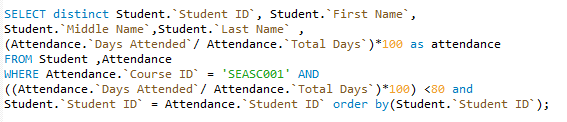 SELECT distinct Student.`Student ID`, Student.`First Name`,
Student.`Middle Name`,Student.`Last Name` ,
(Attendance.`Days Attended`/ Attendance.`Total Days`)*100 as attendance
FROM Student ,Attendance
WHERE Attendance.`Course ID` = 'SEASC001' AND
((Attendance.`Days Attended`/ Attendance.`Total Days`)*100) <80 and
Student.`Student ID` = Attendance.`Student ID` order by(Student.`Student ID`);